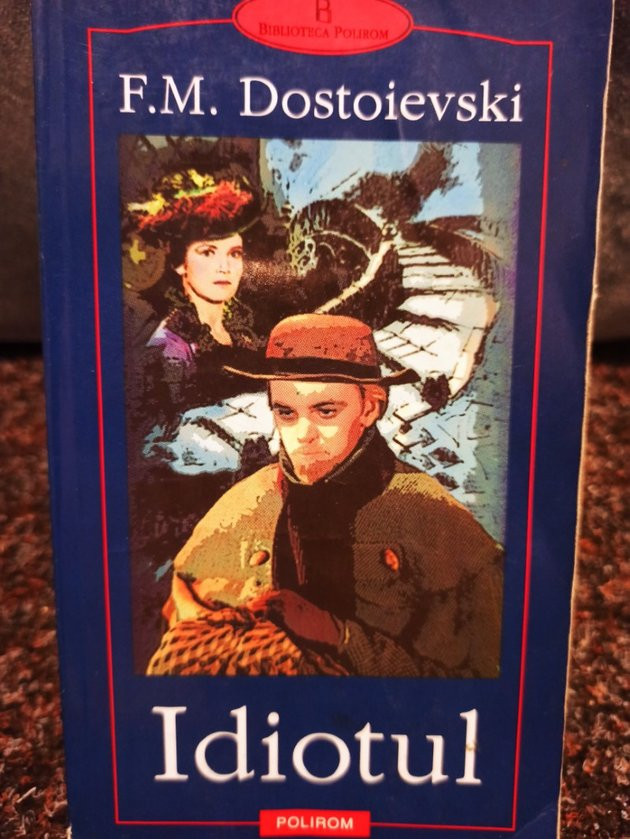 BIBLIOTECA POLIROM
F.M. Dostoievski
Idiotul
POLIROM